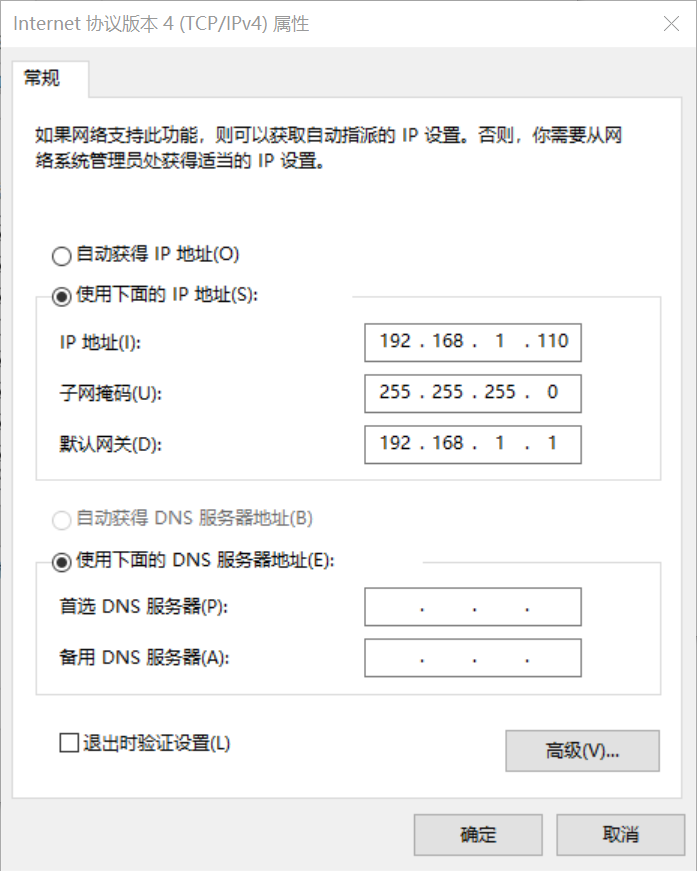 Internet 协议版本 4 (TCP/IPv4) 属性
常规
如果网络支持此功能，则可以获取自动指派的 IP 设置。否则，你需要从网
络系统管理员处获得适当的 IP 设置。
自动获得 IP 地址(O)
使用下面的 IP 地址(S):
IP 地址(I): 192 . 168 . 1 . 110
子网掩码(U): 255 . 255 . 255 . 0
默认网关(D): 192 . 168 . 1 . 1
自动获得 DNS 服务器地址(B)
使用下面的 DNS 服务器地址(E):
首选 DNS 服务器(P): . . .
备用 DNS 服务器(A): . . .
退出时验证设置(L)
高级(V)...
确定 取消